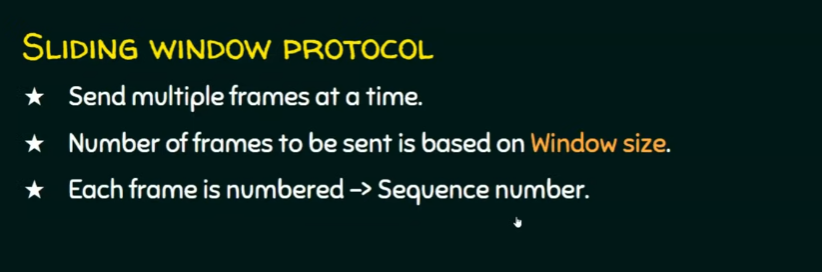 SLIDING WINDOW PROTOCOL
★ Send multiple frames at a time.
★ Number of frames to be sent is based on Window size.
★ Each frame is numbered -> Sequence number.